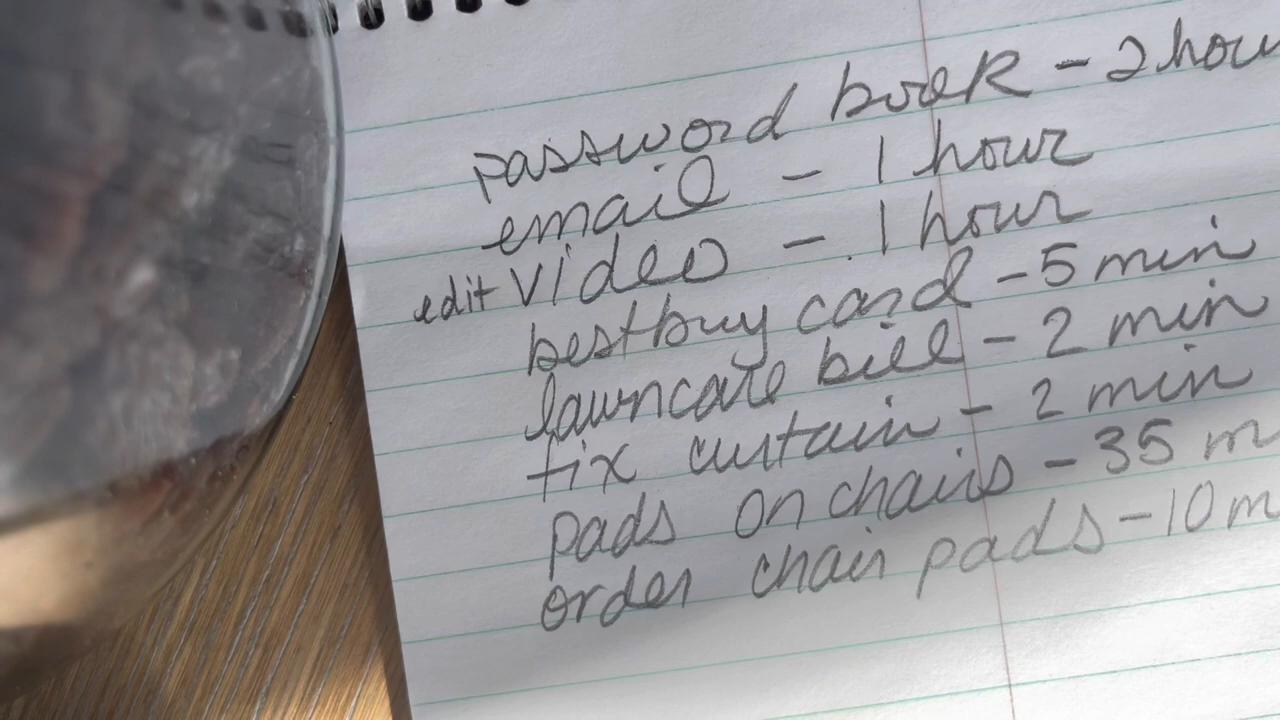 password book - 2 hou
email - 1 hour
edit video - 1 hour
bestbuy card - 5 min
lawncare bill - 2 min
fix curtain - 2 min
pads on chairs - 35 m
order chair pads - 10 m